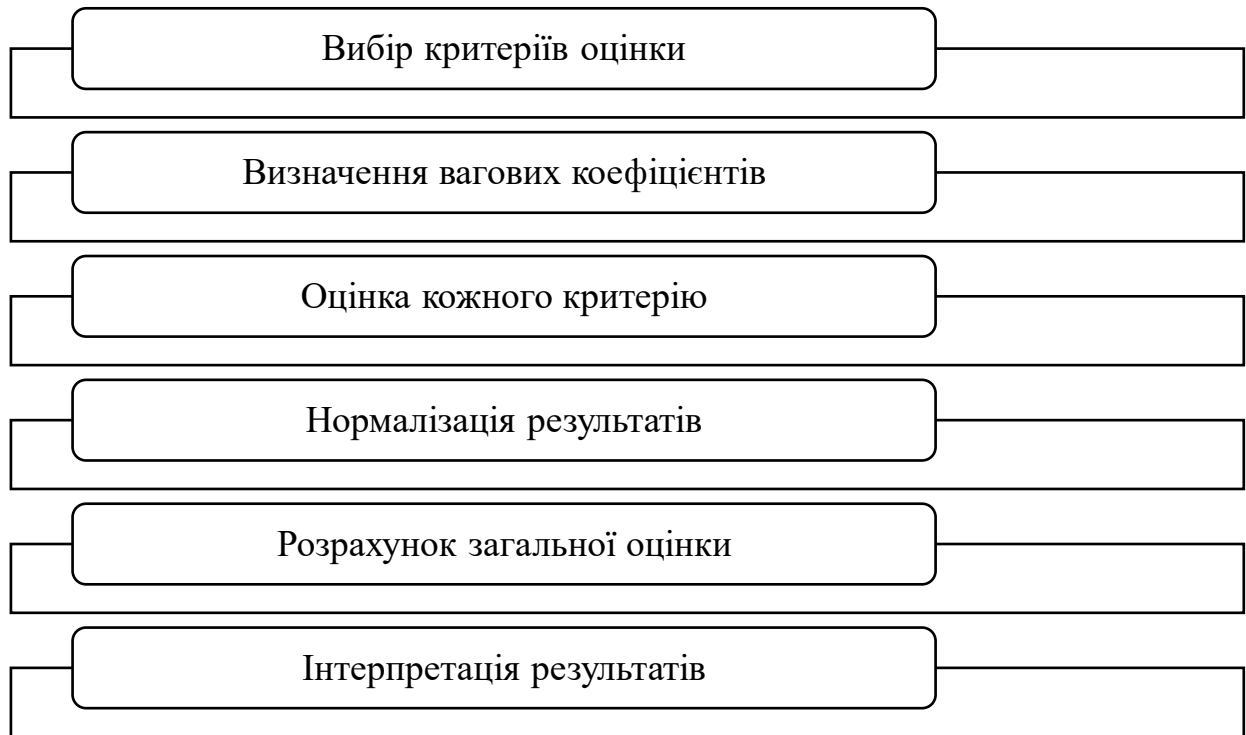 Вибір критеріїв оцінки
Визначення вагових коефіцієнтів
Оцінка кожного критерію
Нормалізація результатів
Розрахунок загальної оцінки
Інтерпретація результатів